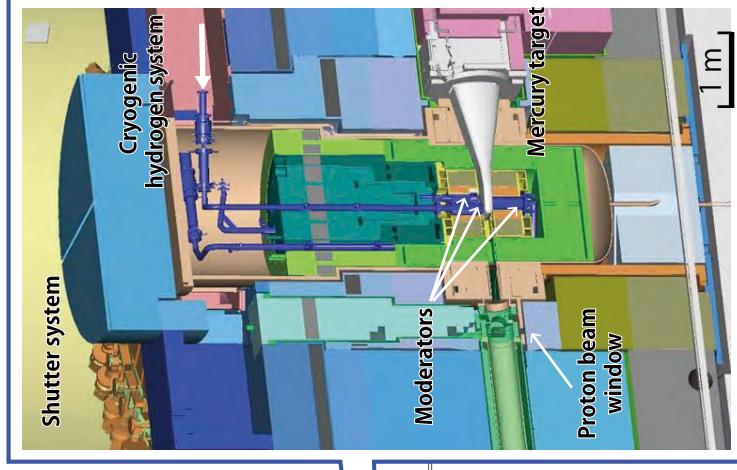 Shutter system
Cryogenic
hydrogen system
Moderators
Mercury target
Proton beam
window
1 m